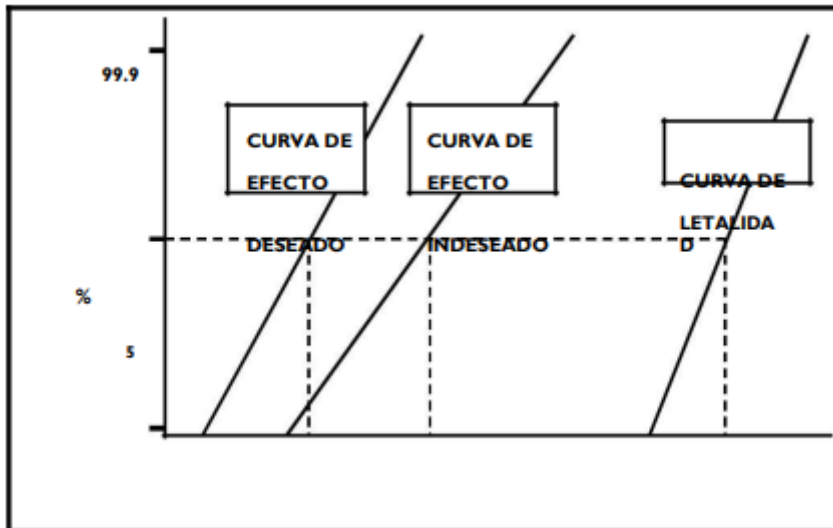 99.9
CURVA DE
EFECTO
DESEADO
CURVA DE
EFECTO
INDESEADO
CURVA DE
LETALIDA
D
%
5